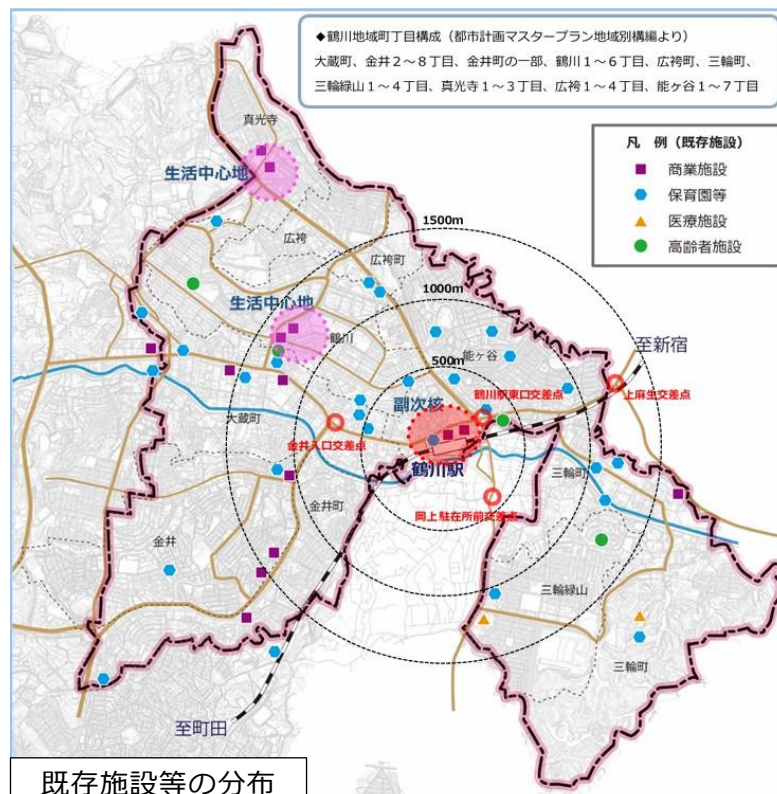 ◆鶴川地域町丁目構成（都市計画マスタープラン地域別構編より）
大蔵町、金井２～８丁目、金井町の一部、鶴川１～６丁目、広袴町、三輪町、
三輪緑山１～４丁目、真光寺１～３丁目、広袴１～４丁目、能ヶ谷１～７丁目
凡　例（既存施設）
商業施設
保育園等
医療施設
高齢者施設
真光寺
生活中心地
1500m
広袴
広袴町
1000m
生活中心地
鶴川
能ヶ谷
至新宿
500m
鶴川駅東口交差点
上麻生交差点
副次核
大蔵町
金井入口交差点
鶴川駅
三輪町
金井町
岡上駐在所前交差点
金井
三輪緑山
三輪町
至町田
既存施設等の分布